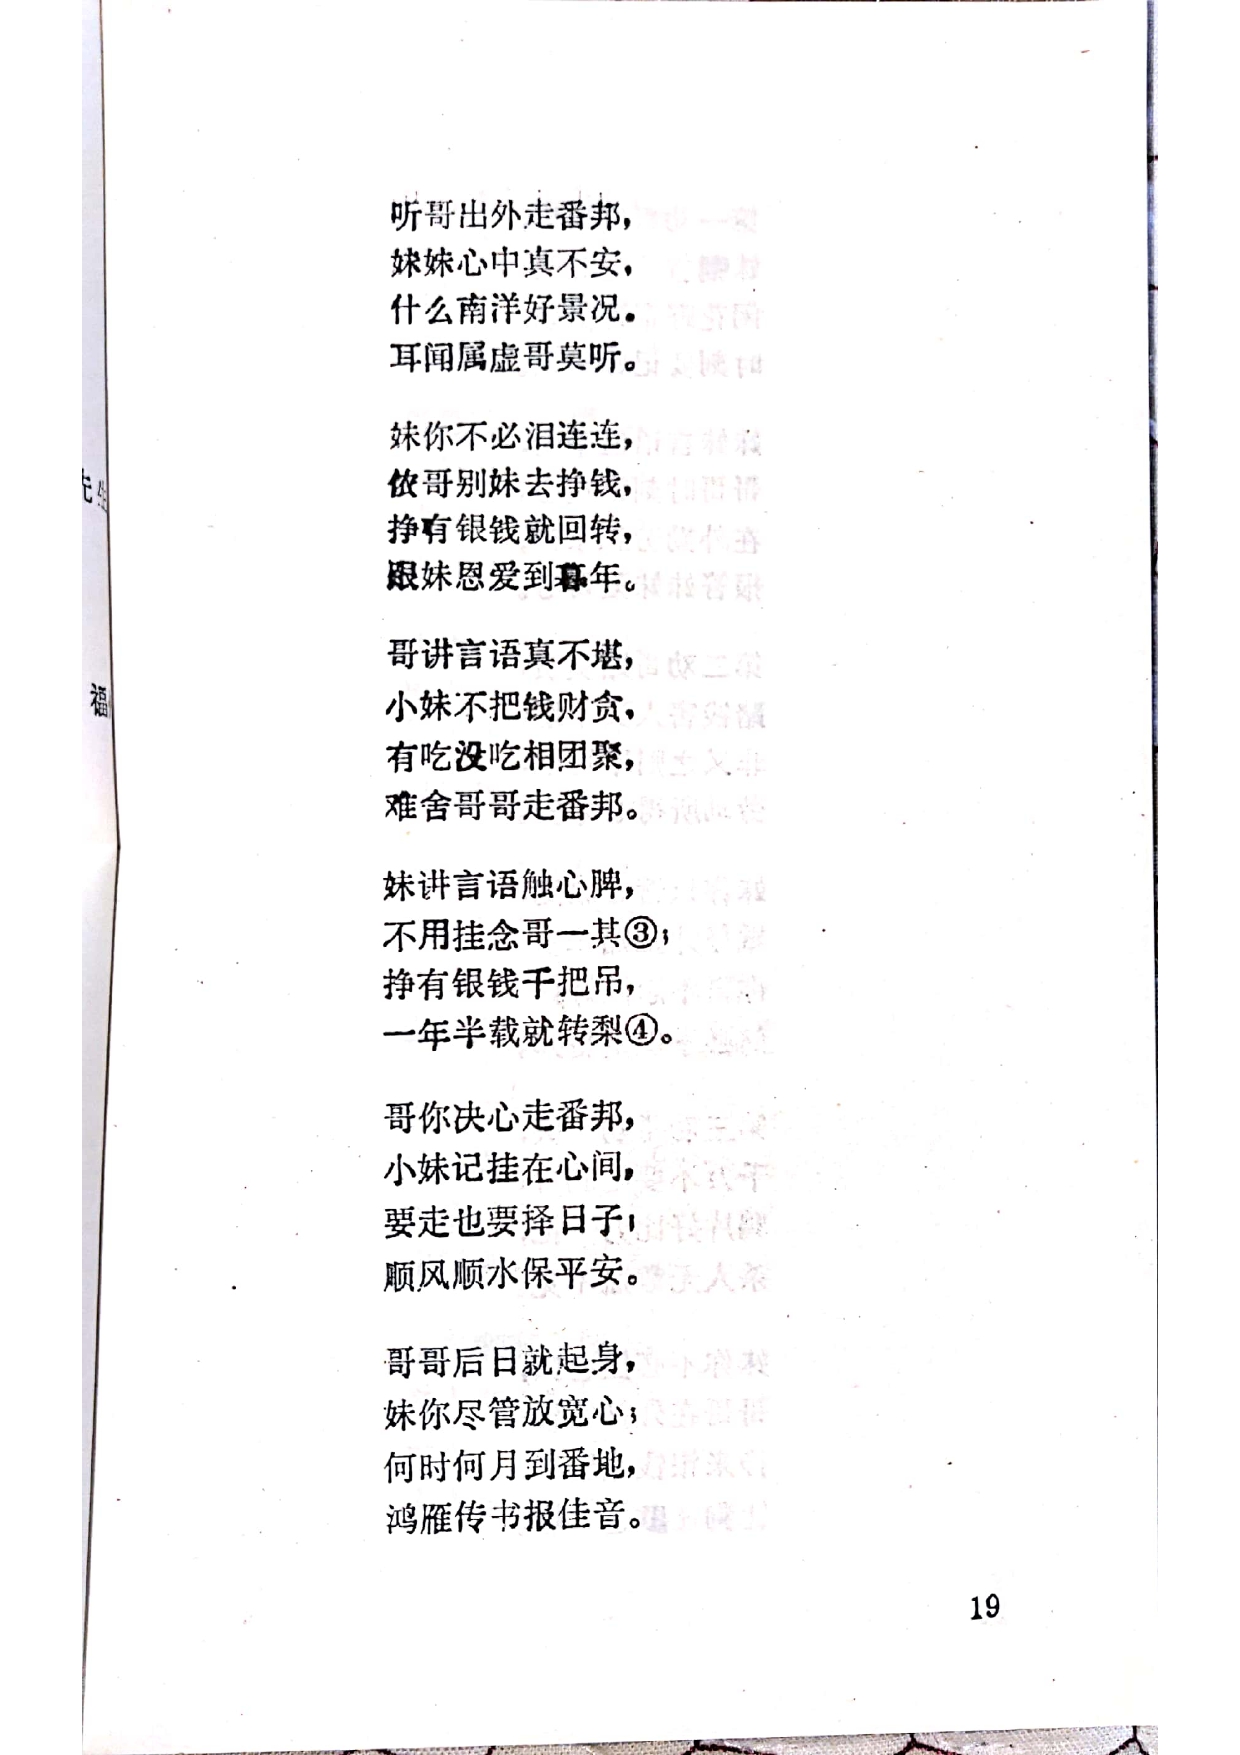 听哥出外走番邦，
妹妹心中真不安，
什么南洋好景况。
耳闻属虚哥莫听。
妹你不必泪连连，
侬哥别妹去挣钱，
挣有银钱就回转，
跟妹恩爱到暮年。
哥讲言语真不堪，
小妹不把钱财贪，
有吃没吃相团聚，
难舍哥哥走番邦。
妹讲言语触心脾，
不用挂念哥一其③；
挣有银钱千把吊，
一年半载就转梨④。
哥你决心走番邦，
小妹记挂在心间，
要走也要择日子；
顺风顺水保平安。
哥哥后日就起身，
妹你尽管放宽心；
何时何月到番地，
鸿雁传书报佳音。
19
先生
福